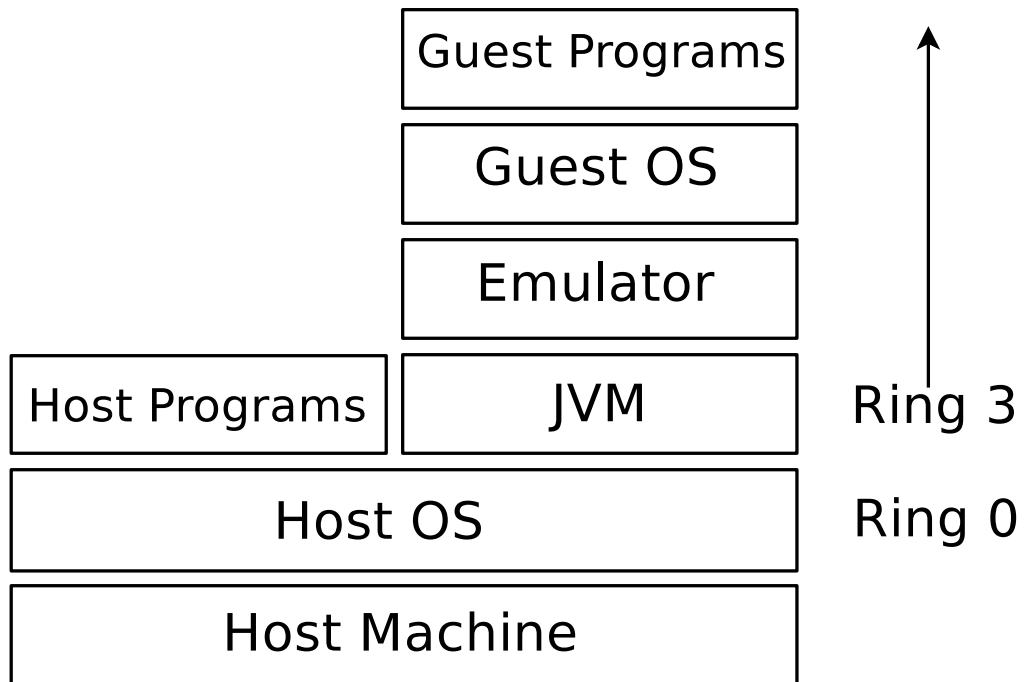 Guest Programs
Guest OS
Emulator
Host Programs
JVM
Ring 3
Host OS
Ring 0
Host Machine